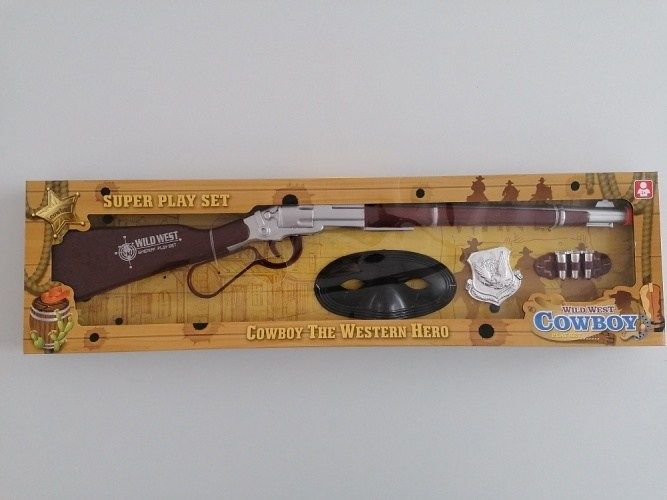 SUPER PLAY SET
WILD WEST
COWBOY THE WESTERN HERO
WILD WEST
COWBOY